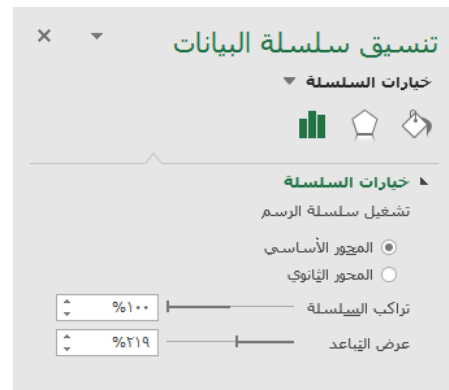 تنسيق سلسلة البيانات
خيارات السلسلة
خيارات السلسلة
تشغيل سلسلة الرسم
المحور الأساسي
المحور الثانوي
تراكب السلسلة %١٠٠
عرض التباعد %٢١٩